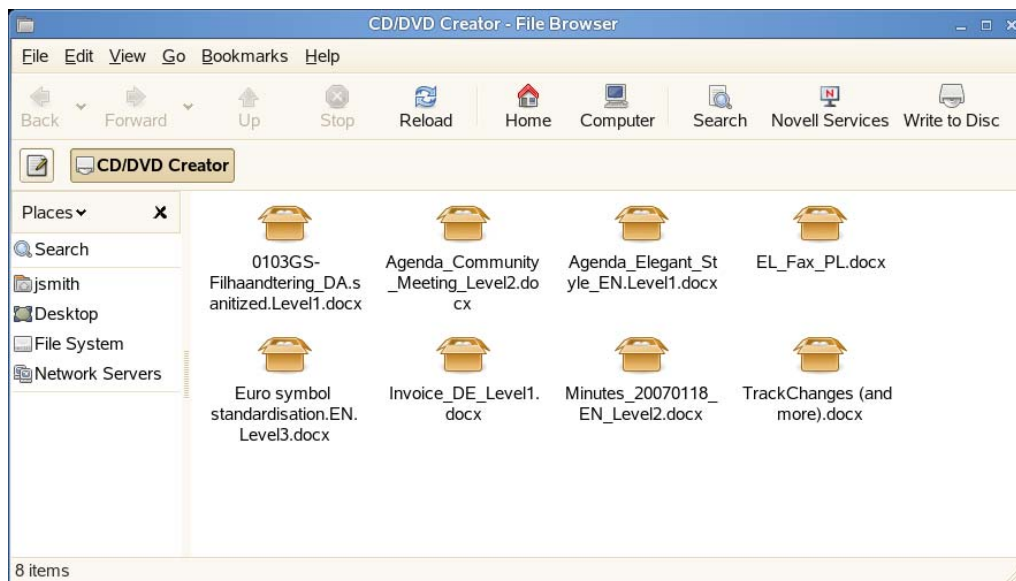 CD/DVD Creator - File Browser
File Edit View Go Bookmarks Help
Back Forward Up Stop Reload Home Computer Search Novell Services Write to Disc
CD/DVD Creator
Places
Search
jsmith
Desktop
File System
Network Servers
0103GS-
Filhaandtering_DA.s
anitized.Level1.docx
Agenda_Community
_Meeting_Level2.do
cx
Agenda_Elegant_St
yle_EN.Level1.docx
EL_Fax_PL.docx
Euro symbol
standardisation.EN.
Level3.docx
Invoice_DE_Level1.
docx
Minutes_20070118_
EN_Level2.docx
TrackChanges (and
more).docx
8 items